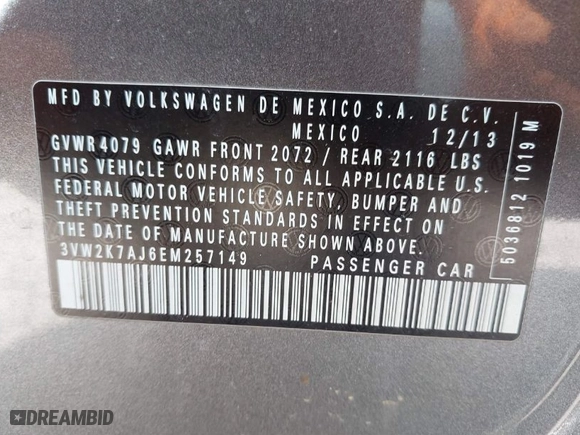 MFD BY VOLKSWAGEN DE MEXICO S.A. DE C.V.
MEXICO 12/13
GVWR4079 GAWR FRONT 2072 / REAR 2116 LBS
THIS VEHICLE CONFORMS TO ALL APPLICABLE U.S.
FEDERAL MOTOR VEHICLE SAFETY, BUMPER AND
THEFT PREVENTION STANDARDS IN EFFECT ON
THE DATE OF MANUFACTURE SHOWN ABOVE.
3VW2K7AJ6EM257149 PASSENGER CAR
5036812 1019 M
DREAMBID